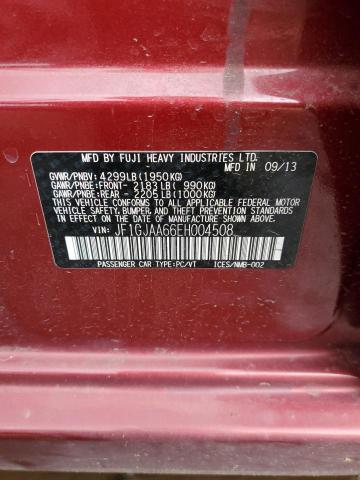 MFD BY FUJI HEAVY INDUSTRIES LTD.
MFD IN 09/13
GVWR/PNBV: 4299LB(1950KG)
GAWR/PNBE:FRONT- 2183LB( 990KG)
GAWR/PNBE:REAR - 2205LB(1000KG)
THIS VEHICLE CONFORMS TO ALL APPLICABLE FEDERAL MOTOR
VEHICLE SAFETY, BUMPER, AND THEFT PREVENTION STANDARDS
IN EFFECT ON THE DATE OF MANUFACTURE SHOWN ABOVE.
VIN: JF1GJAA66EH004508
PASSENGER CAR TYPE:PC/VT ICES/NMB-002